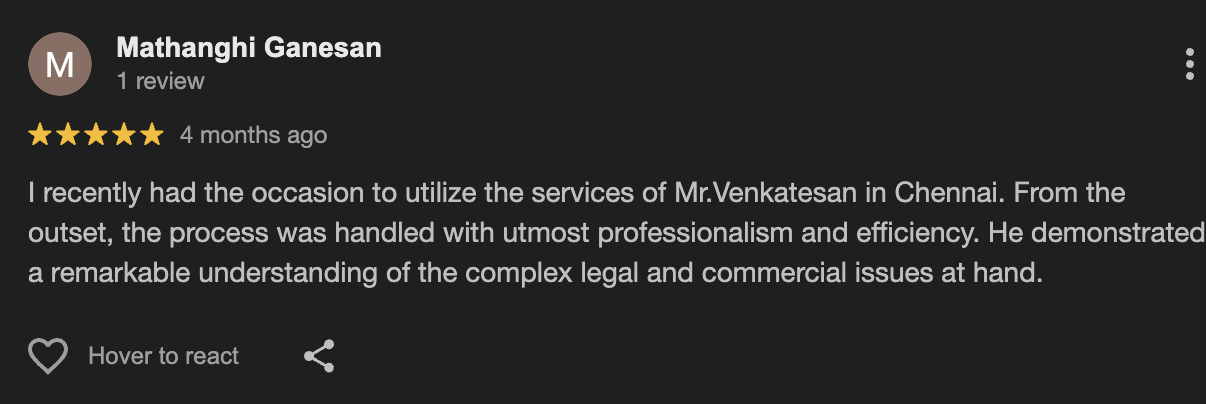 M
Mathanghi Ganesan
1 review
4 months ago
I recently had the occasion to utilize the services of Mr.Venkatesan in Chennai. From the
outset, the process was handled with utmost professionalism and efficiency. He demonstrated
a remarkable understanding of the complex legal and commercial issues at hand.
Hover to react